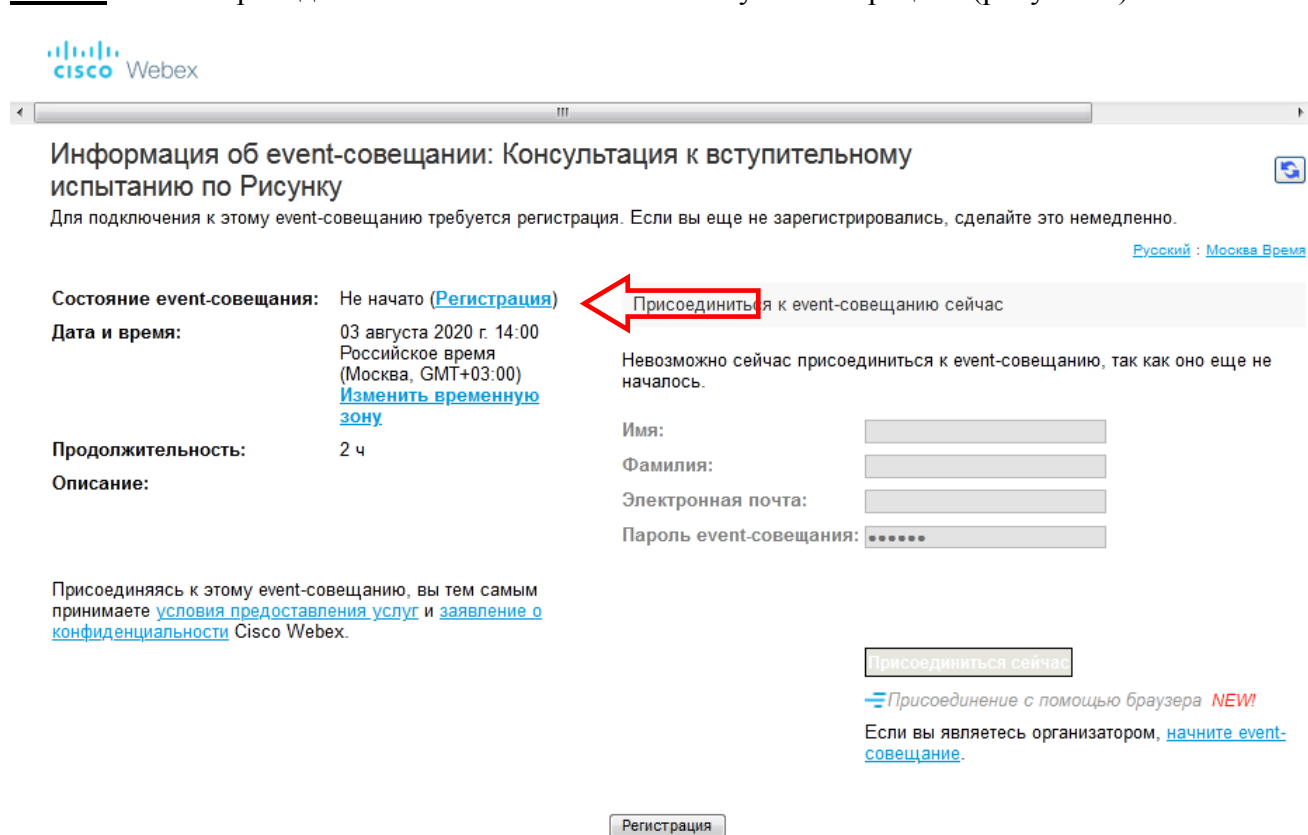 cisco Webex
Информация об event-совещании: Консультация к вступительному
испытанию по Рисунку
Для подключения к этому event-совещанию требуется регистрация. Если вы еще не зарегистрировались, сделайте это немедленно.
Русский : Москва Время
Состояние event-совещания: Не начато (Регистрация)
Дата и время: 03 августа 2020 г. 14:00
Российское время
(Москва, GMT+03:00)
Изменить временную
зону
Продолжительность: 2 ч
Описание:
Присоединяясь к этому event-совещанию, вы тем самым
принимаете условия предоставления услуг и заявление о
конфиденциальности Cisco Webex.
Присоединиться к event-совещанию сейчас
Невозможно сейчас присоединиться к event-совещанию, так как оно еще не
началось.
Имя:
Фамилия:
Электронная почта:
Пароль event-совещания: ••••••
Присоединиться сейчас
Присоединение с помощью браузера NEW!
Если вы являетесь организатором, начните event-
совещание.
Регистрация